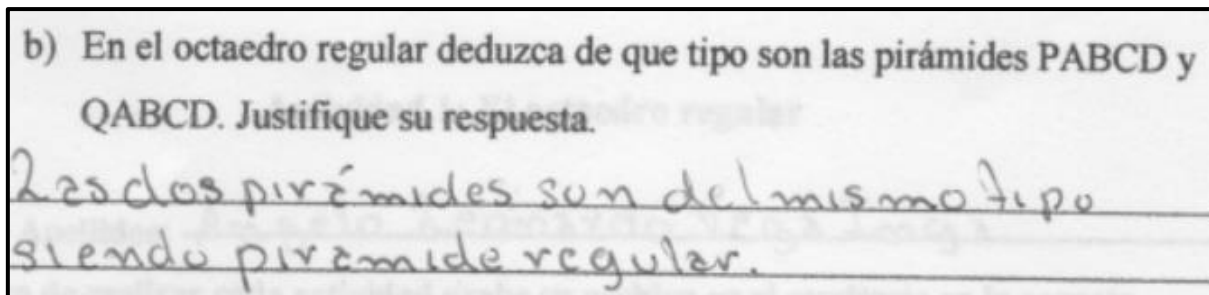 b) En el octaedro regular deduzca de que tipo son las pirámides PABCD y
QABCD. Justifique su respuesta.
Las dos pirámides son del mismo tipo
siendo piramide regular.